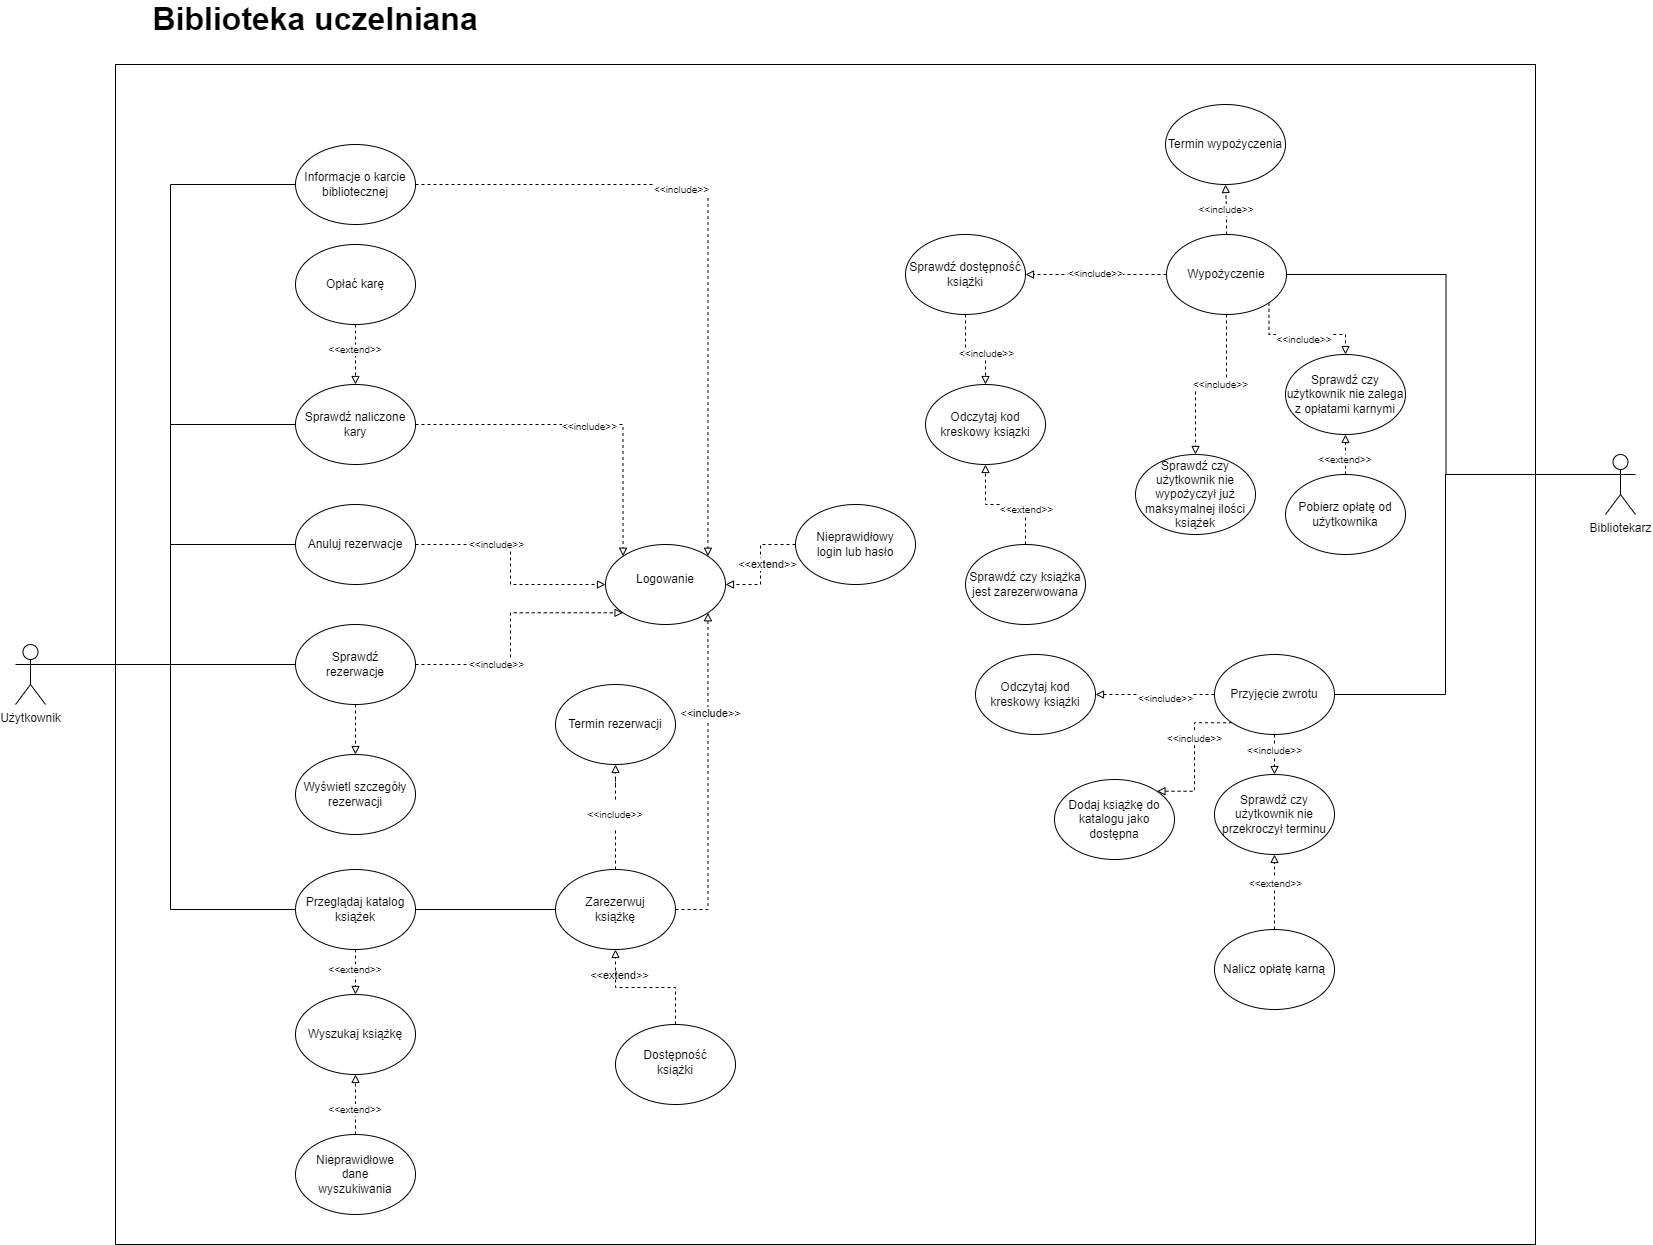 Biblioteka uczelniana
Termin wypożyczenia
Informacje o karcie
bibliotecznej
<<include>>
<<include>>
Opłać karę
Sprawdź dostępność
książki
<<include>>
Wypożyczenie
<<extend>>
<<include>>
<<include>>
<<include>>
Sprawdź naliczone
kary
<<include>>
Odczytaj kod
kreskowy ksiązki
Sprawdź czy
użytkownik nie zalega
z opłatami karnymi
<<extend>>
Sprawdź czy
użytkownik nie
wypożyczył już
maksymalnej ilości
książek
Pobierz opłatę od
użytkownika
Bibliotekarz
<<extend>>
Anuluj rezerwacje
<<include>>
Nieprawidłowy
login lub hasło
<<extend>>
Logowanie
Sprawdź czy książka
jest zarezerwowana
Sprawdź
rezerwacje
<<include>>
Użytkownik
Termin rezerwacji
<<include>>
Odczytaj kod
kreskowy książki
<<include>>
Przyjęcie zwrotu
<<include>>
<<include>>
Wyświetl szczegóły
rezerwacji
<<include>>
Dodaj książkę do
katalogu jako
dostępna
Sprawdź czy
użytkownik nie
przekroczył terminu
<<extend>>
Przeglądaj katalog
książek
Zarezerwuj
książkę
<<extend>>
<<extend>>
Nalicz opłatę karną
Wyszukaj książkę
Dostępność
książki
<<extend>>
Nieprawidłowe
dane
wyszukiwania